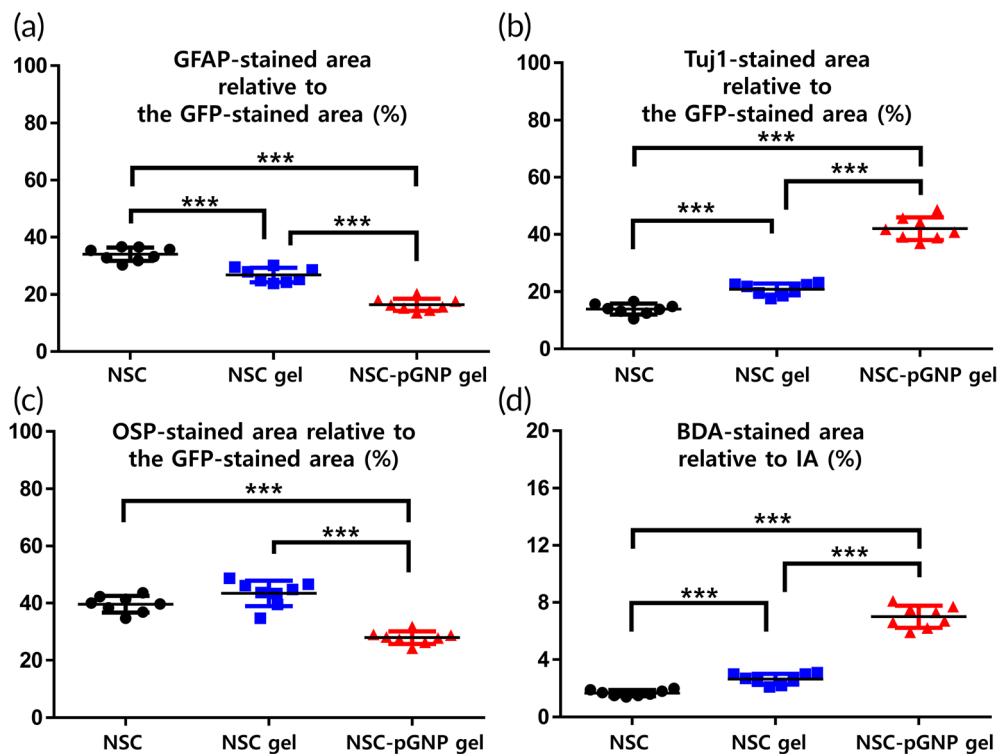 (a)
GFAP-stained area
relative to
the GFP-stained area (%)
100
80
60
40
20
0
***
***
***
NSC
NSC gel
NSC-pGNP gel
(b)
Tuj1-stained area
relative to
the GFP-stained area (%)
100
80
60
40
20
0
***
***
***
NSC
NSC gel
NSC-pGNP gel
(c)
OSP-stained area relative to
the GFP-stained area (%)
100
80
60
40
20
0
***
***
NSC
NSC gel
NSC-pGNP gel
(d)
BDA-stained area
relative to IA (%)
20
16
12
8
4
0
***
***
***
NSC
NSC gel
NSC-pGNP gel